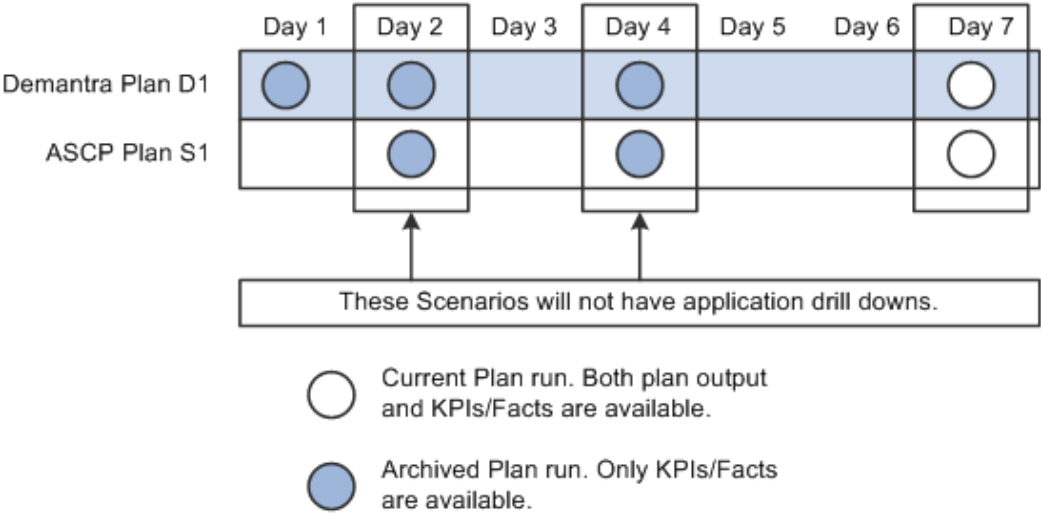 Day 1 Day 2 Day 3 Day 4 Day 5 Day 6 Day 7
Demantra Plan D1
ASCP Plan S1
These Scenarios will not have application drill downs.
Current Plan run. Both plan output
and KPIs/Facts are available.
Archived Plan run. Only KPIs/Facts
are available.